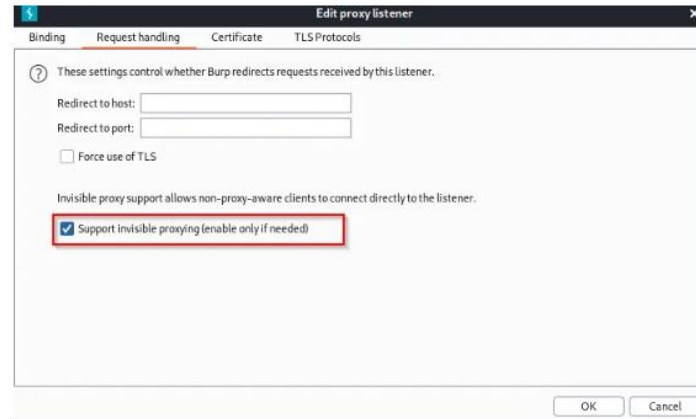 Edit proxy listener
Binding Request handling Certificate TLS Protocols
? These settings control whether Burp redirects requests received by this listener.
Redirect to host:
Redirect to port:
Force use of TLS
Invisible proxy support allows non-proxy-aware clients to connect directly to the listener.
Support invisible proxying (enable only if needed)
OK Cancel